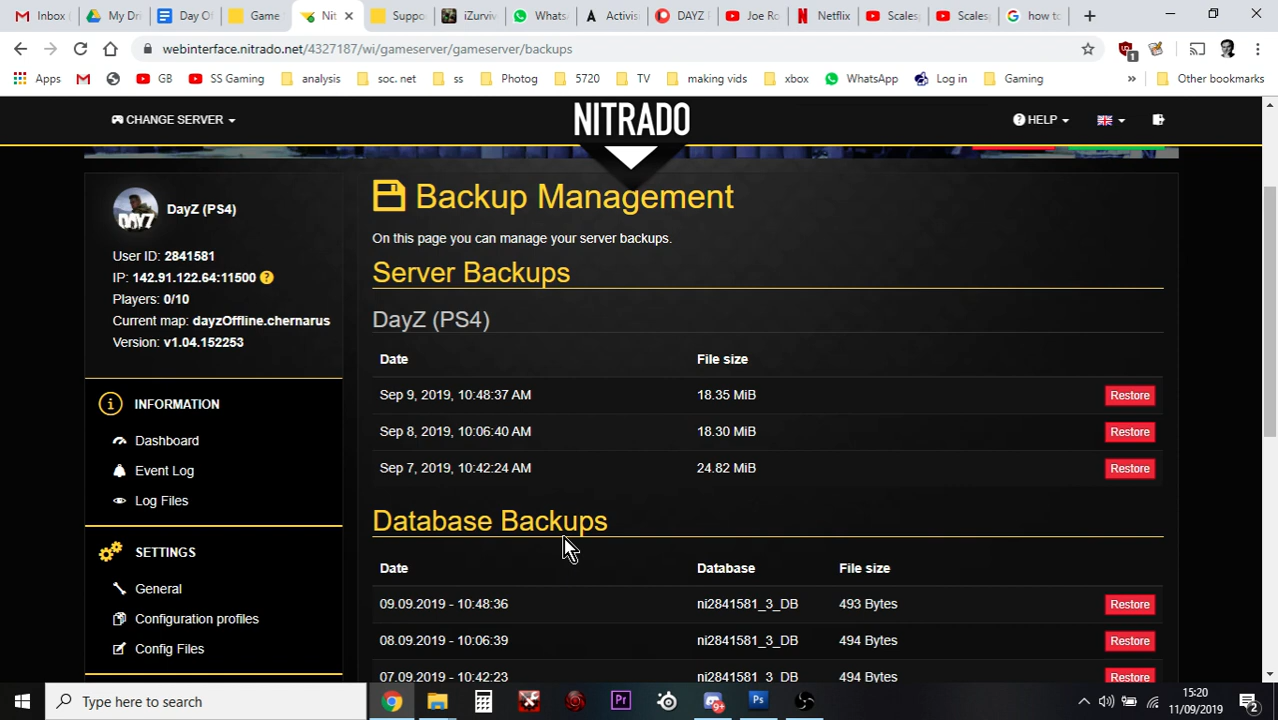 Inbox (
My Dri
Day O
Game
Nit
Suppo
iZurviv
Whats
Activis
DAYZ
Joe Ro
Netflix
Scales
Scales
how to
webinterface.nitrado.net/4327187/wi/gameserver/gameserver/backups
1
Apps
GB
SS Gaming
analysis
soc. net
ss
Photog
5720
TV
making vids
xbox
WhatsApp
Log in
Gaming
»
Other bookmarks
CHANGE SERVER
NITRADO
HELP
DAYZ
DayZ (PS4)
User ID: 2841581
IP: 142.91.122.64:11500
Players: 0/10
Current map: dayzOffline.chernarus
Version: v1.04.152253
INFORMATION
Dashboard
Event Log
Log Files
SETTINGS
General
Configuration profiles
Config Files
Backup Management
On this page you can manage your server backups.
Server Backups
DayZ (PS4)
Date File size
Sep 9, 2019, 10:48:37 AM 18.35 MiB Restore
Sep 8, 2019, 10:06:40 AM 18.30 MiB Restore
Sep 7, 2019, 10:42:24 AM 24.82 MiB Restore
Database Backups
Date Database File size
09.09.2019 - 10:48:36 ni2841581_3_DB 493 Bytes Restore
08.09.2019 - 10:06:39 ni2841581_3_DB 494 Bytes Restore
07.09.2019 - 10:42:23 ni2841581_3_DB 494 Bytes Restore
Type here to search
Pr
9+
Ps
15:20
11/09/2019
2